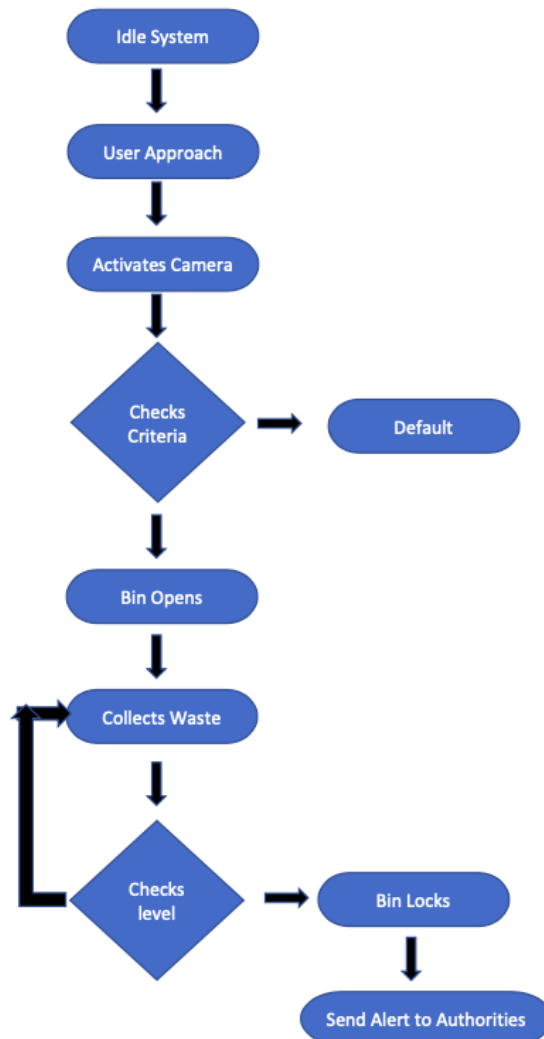 Idle System
User Approach
Activates Camera
Checks
Criteria
Default
Bin Opens
Collects Waste
Checks
level
Bin Locks
Send Alert to Authorities